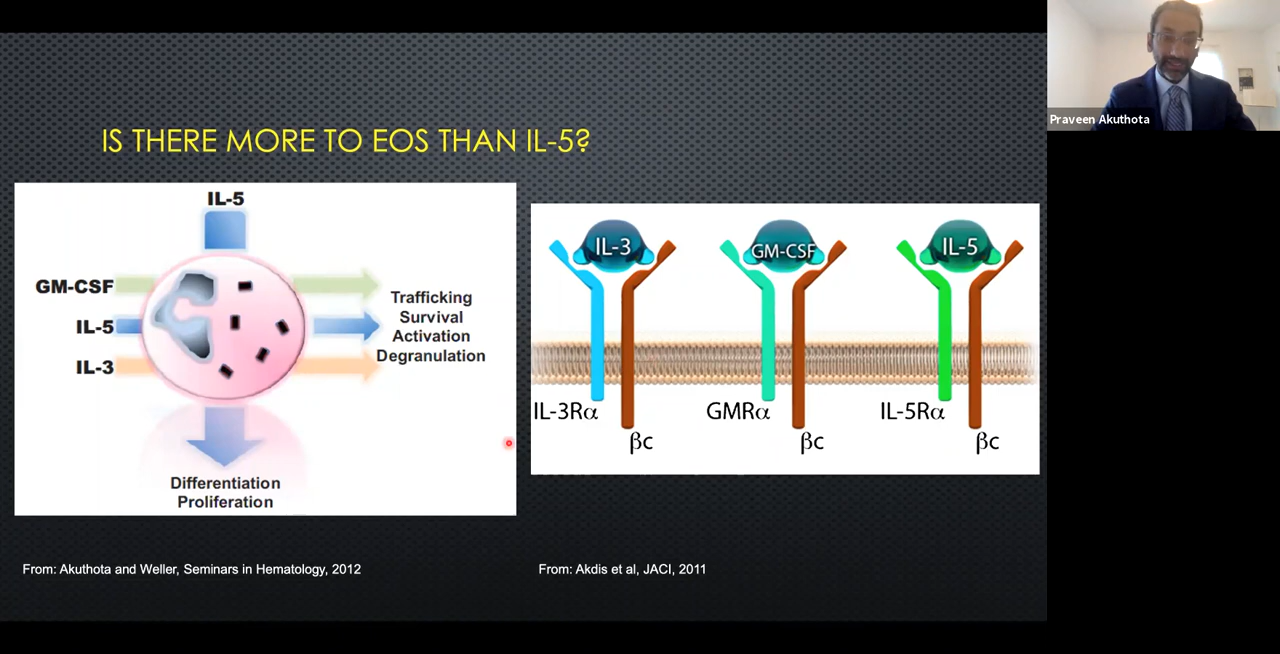 Praveen Akuthota
IS THERE MORE TO EOS THAN IL-5?
IL-5
GM-CSF
IL-5
IL-3
Trafficking
Survival
Activation
Degranulation
Differentiation
Proliferation
IL-3
GM-CSF
IL-5
IL-3Rα
βc
GMRα
βc
IL-5Rα
βc
From: Akuthota and Weller, Seminars in Hematology, 2012
From: Akdis et al, JACI, 2011